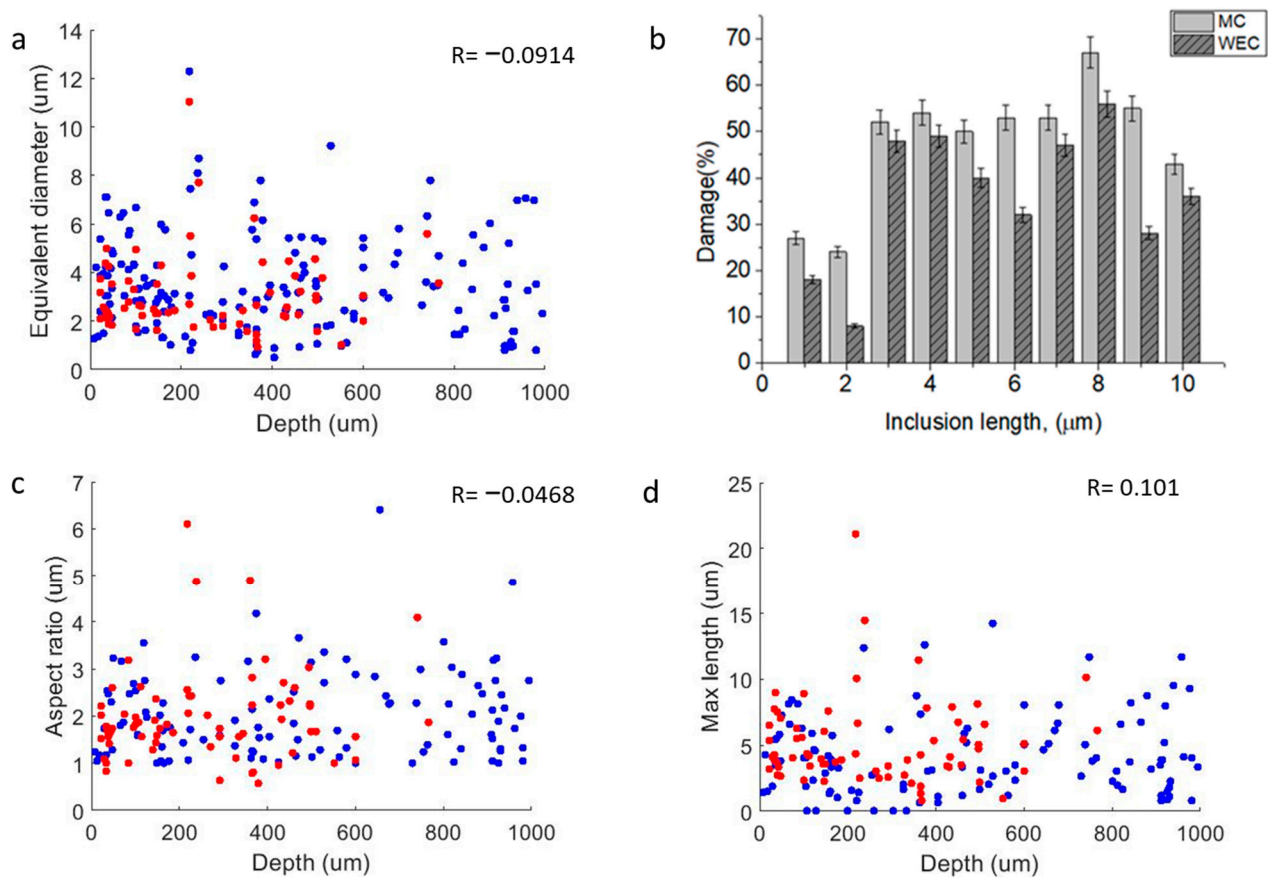 a
R= −0.0914
14
12
10
8
6
4
2
0
Equivalent diameter (um)
0 200 400 600 800 1000
Depth (um)
b
MC
WEC
70
60
50
40
30
20
10
0
Damage(%)
0 2 4 6 8 10
Inclusion length, (μm)
c
R= −0.0468
7
6
5
4
3
2
1
0
Aspect ratio (um)
0 200 400 600 800 1000
Depth (um)
d
R= 0.101
25
20
15
10
5
0
Max length (um)
0 200 400 600 800 1000
Depth (um)